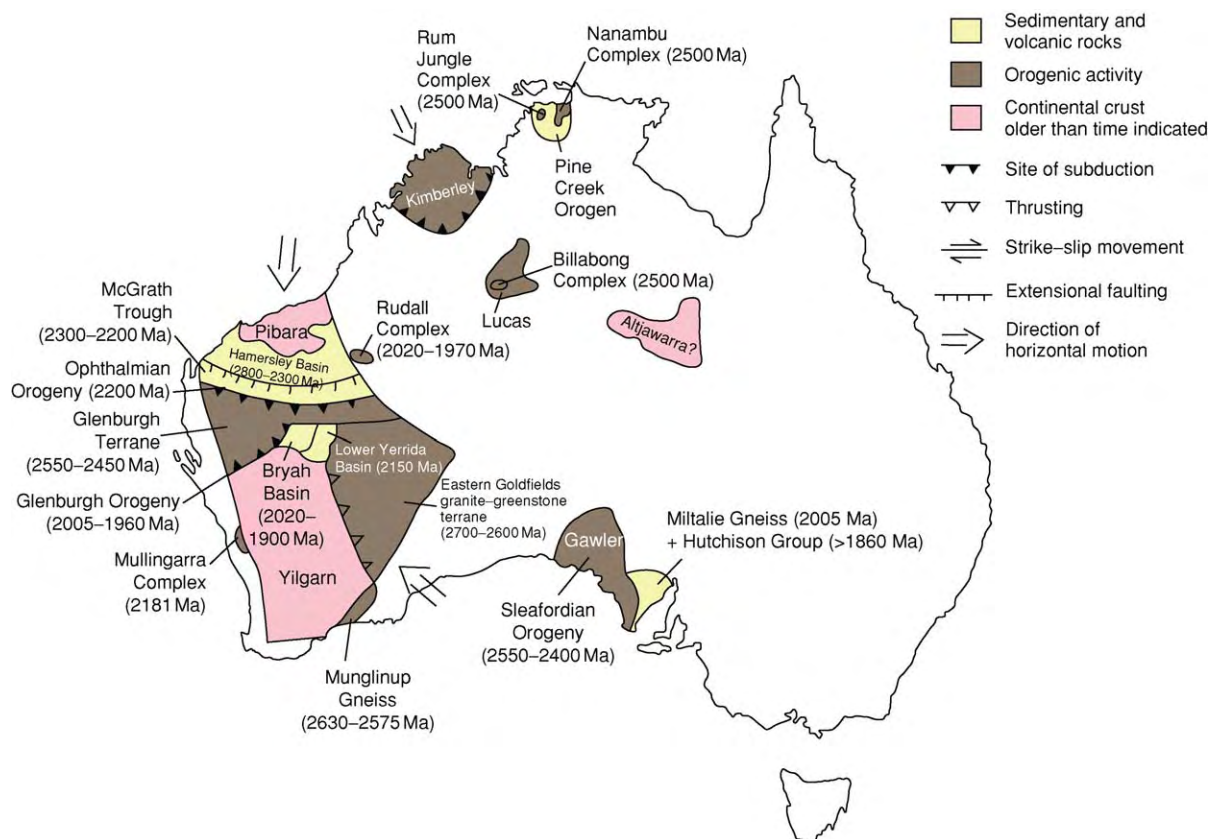 Rum
Jungle
Complex
(2500 Ma)
Nanambu
Complex (2500 Ma)
Pine
Creek
Orogen
Kimberley
Billabong
Complex (2500 Ma)
Lucas
Altjawarra?
McGrath
Trough
(2300–2200 Ma)
Pibara
Hamersley Basin
(2800–2300 Ma)
Rudall
Complex
(2020–1970 Ma)
Ophthalmian
Orogeny (2200 Ma)
Glenburgh
Terrane
(2550–2450 Ma)
Glenburgh Orogeny
(2005–1960 Ma)
Mullingarra
Complex
(2181 Ma)
Bryah
Basin
(2020–
1900 Ma)
Yilgarn
Lower Yerrida
Basin (2150 Ma)
Eastern Goldfields
granite–greenstone
terrane
(2700–2600 Ma)
Munglinup
Gneiss
(2630–2575 Ma)
Gawler
Sleafordian
Orogeny
(2550–2400 Ma)
Miltalie Gneiss (2005 Ma)
+ Hutchison Group (>1860 Ma)
Sedimentary and
volcanic rocks
Orogenic activity
Continental crust
older than time indicated
Site of subduction
Thrusting
Strike–slip movement
Extensional faulting
Direction of
horizontal motion